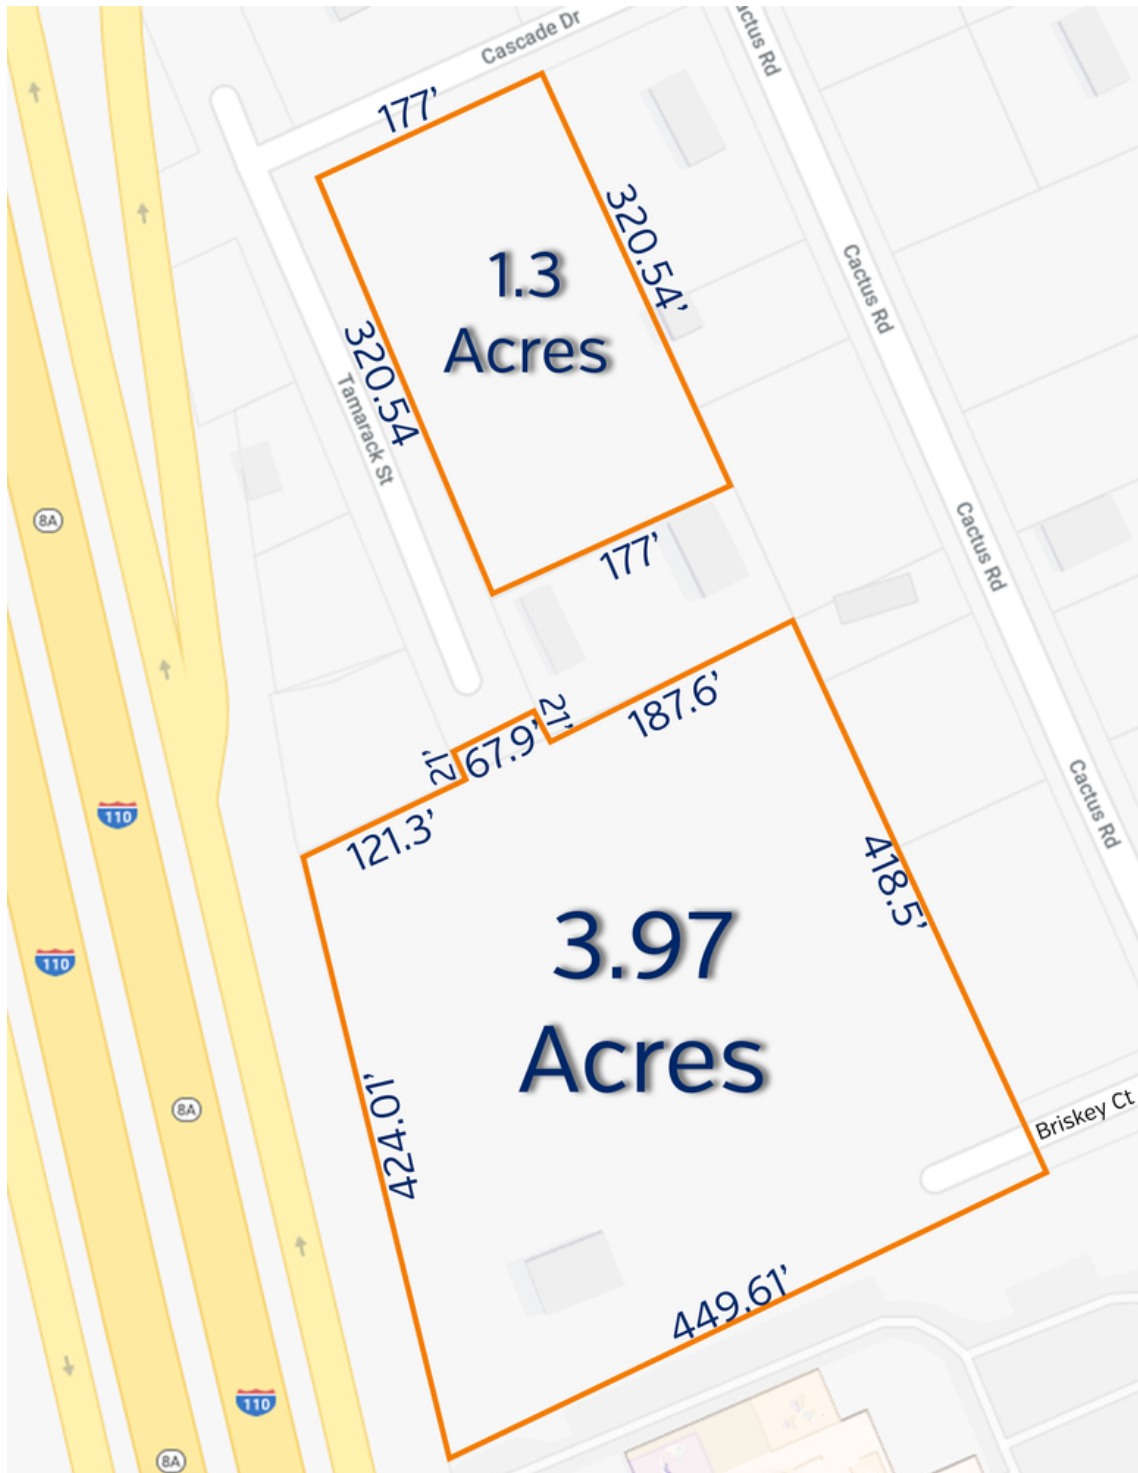 Cascade Dr
Cactus Rd
177'
320.54'
1.3
Acres
Cactus Rd
320.54
Tamarack St
8A
177'
Cactus Rd
21'
187.6'
67.9'
21'
121.3'
110
Cactus Rd
418.5'
3.97
Acres
110
424.01'
8A
Briskey Ct
449.61'
110
8A